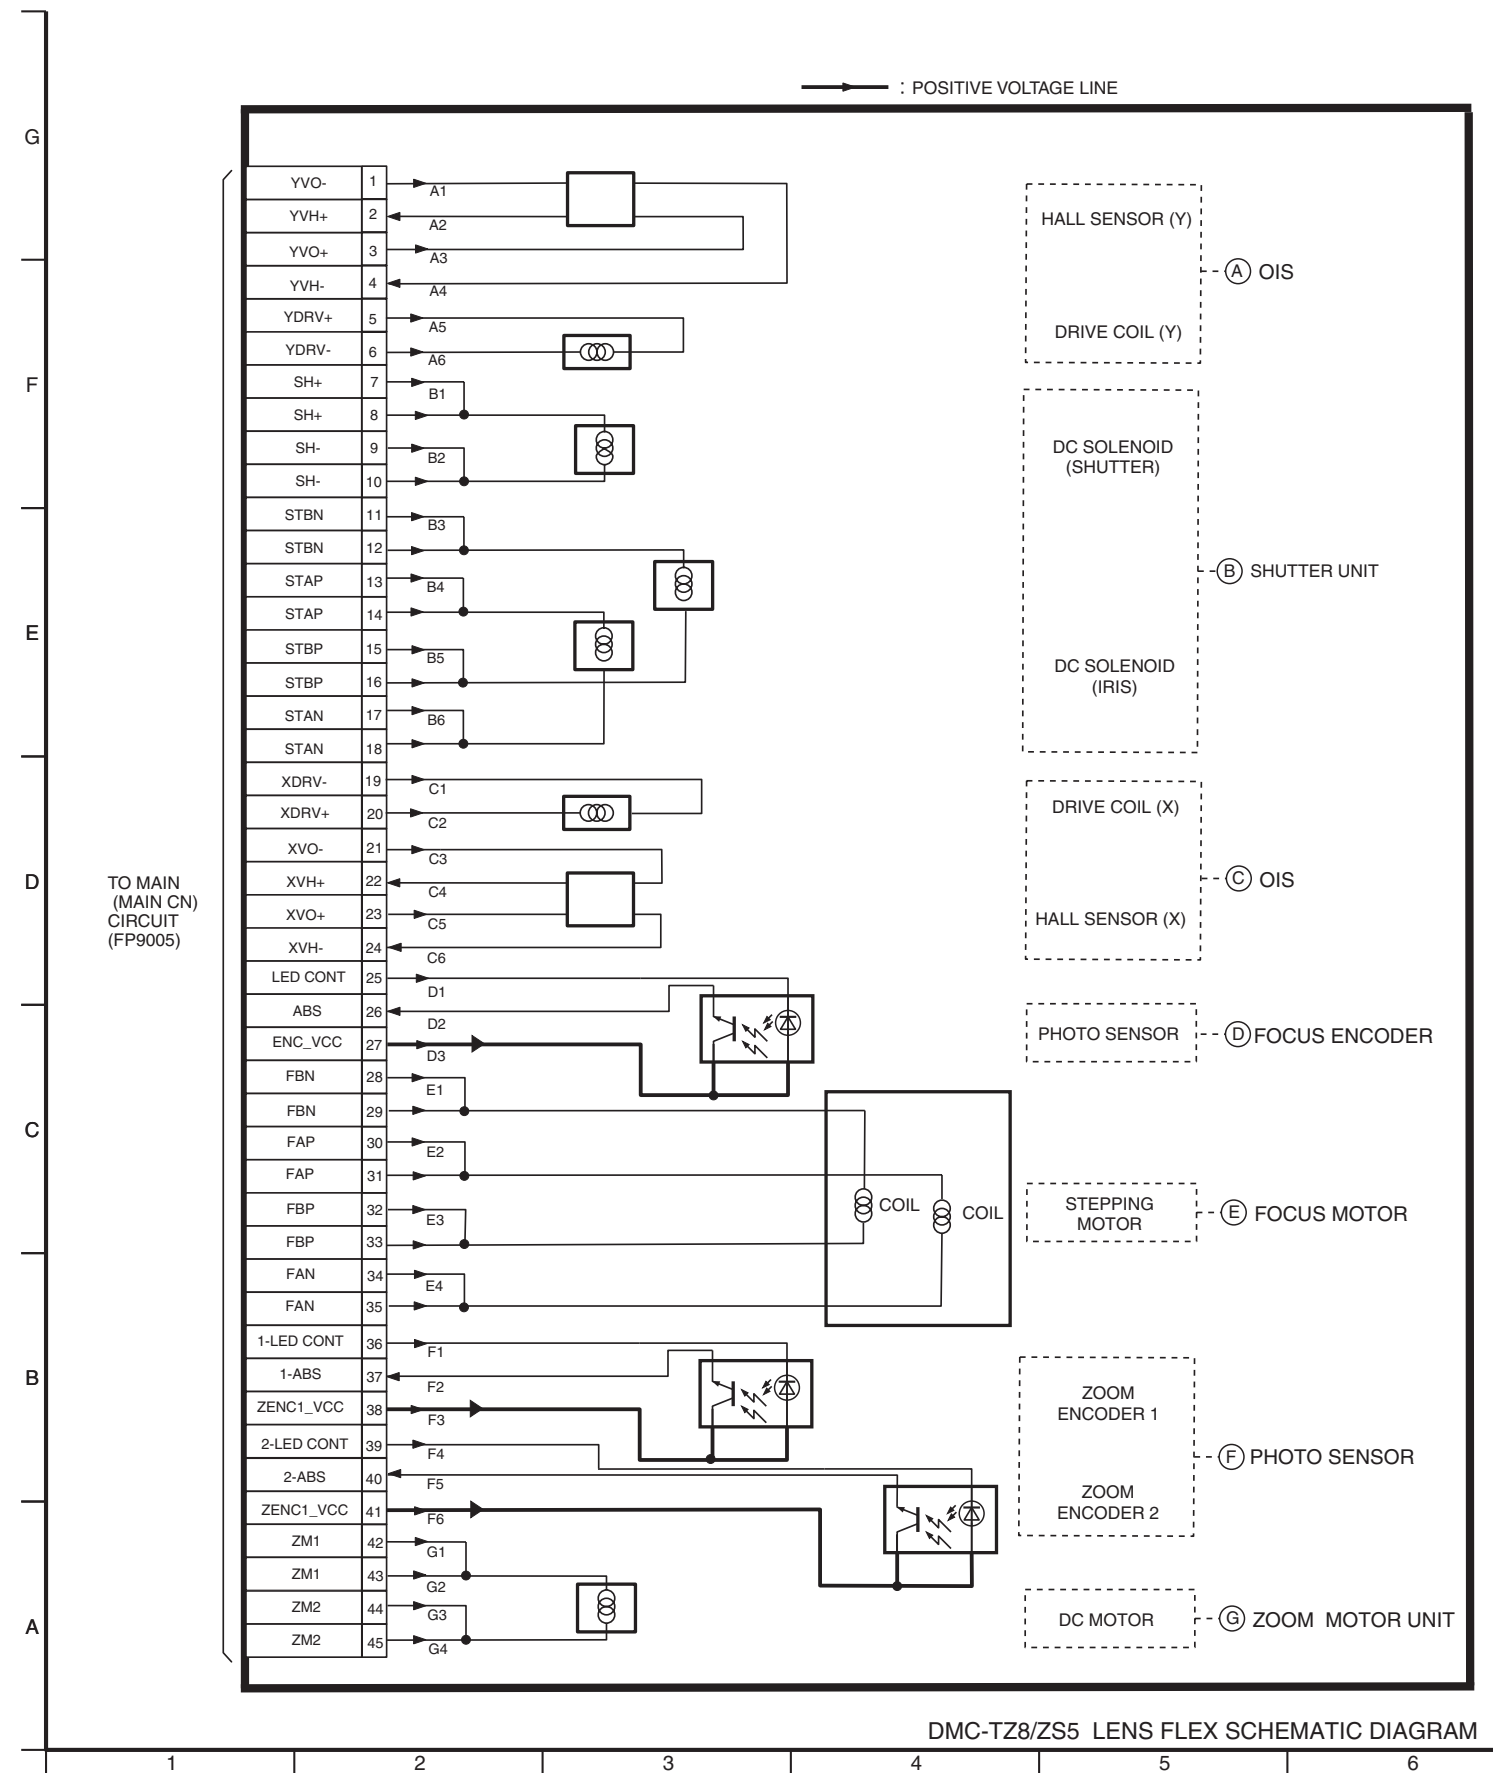 : POSITIVE VOLTAGE LINE
G
F
E
D
C
B
A
TO MAIN
(MAIN CN)
CIRCUIT
(FP9005)
YVO- 1 A1
YVH+ 2 A2
YVO+ 3 A3
YVH- 4 A4
YDRV+ 5 A5
YDRV- 6 A6
SH+ 7 B1
SH+ 8
SH- 9 B2
SH- 10
STBN 11 B3
STBN 12
STAP 13 B4
STAP 14
STBP 15 B5
STBP 16
STAN 17 B6
STAN 18
XDRV- 19 C1
XDRV+ 20 C2
XVO- 21 C3
XVH+ 22 C4
XVO+ 23 C5
XVH- 24 C6
LED CONT 25 D1
ABS 26 D2
ENC_VCC 27 D3
FBN 28 E1
FBN 29
FAP 30 E2
FAP 31
FBP 32 E3
FBP 33
FAN 34 E4
FAN 35
1-LED CONT 36 F1
1-ABS 37 F2
ZENC1_VCC 38 F3
2-LED CONT 39 F4
2-ABS 40 F5
ZENC1_VCC 41 F6
ZM1 42 G1
ZM1 43 G2
ZM2 44 G3
ZM2 45 G4
COIL
COIL
HALL SENSOR (Y)
A OIS
DRIVE COIL (Y)
DC SOLENOID
(SHUTTER)
B SHUTTER UNIT
DC SOLENOID
(IRIS)
DRIVE COIL (X)
C OIS
HALL SENSOR (X)
PHOTO SENSOR
D FOCUS ENCODER
STEPPING
MOTOR
E FOCUS MOTOR
ZOOM
ENCODER 1
F PHOTO SENSOR
ZOOM
ENCODER 2
DC MOTOR
G ZOOM MOTOR UNIT
DMC-TZ8/ZS5 LENS FLEX SCHEMATIC DIAGRAM
1 2 3 4 5 6